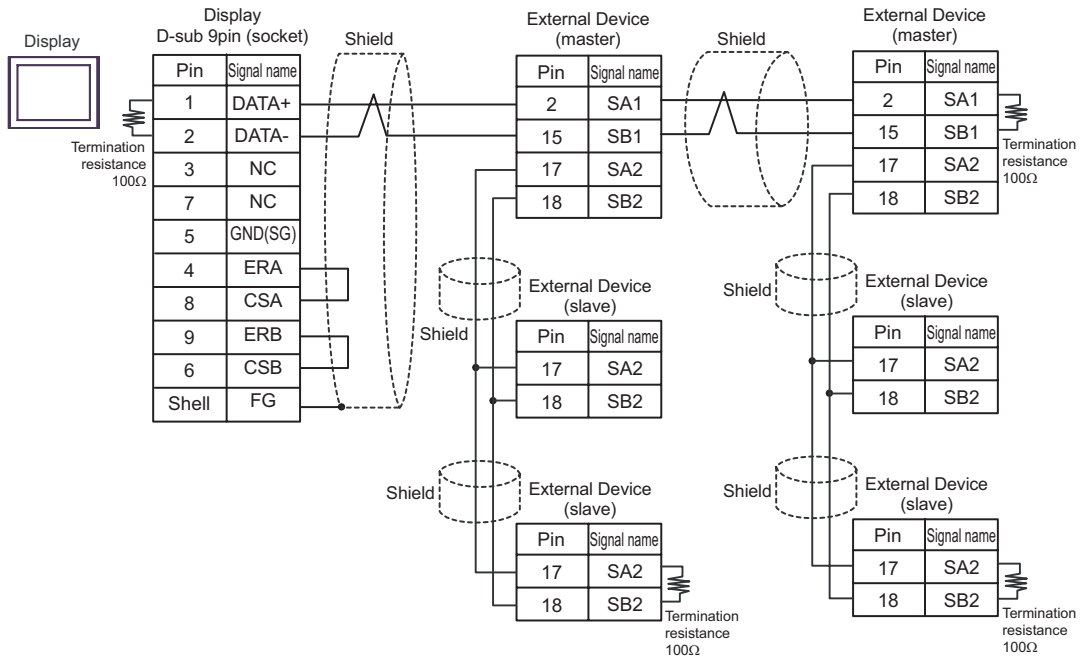 Display
Display
D-sub 9pin (socket)
Shield
Pin Signal name
1 DATA+
2 DATA-
3 NC
7 NC
5 GND(SG)
4 ERA
8 CSA
9 ERB
6 CSB
Shell FG
Termination
resistance
100Ω
External Device
(master)
Pin Signal name
2 SA1
15 SB1
17 SA2
18 SB2
Shield
External Device
(master)
Pin Signal name
2 SA1
15 SB1
17 SA2
18 SB2
Termination
resistance
100Ω
Shield
External Device
(slave)
Pin Signal name
17 SA2
18 SB2
Shield
External Device
(slave)
Pin Signal name
17 SA2
18 SB2
Shield
External Device
(slave)
Pin Signal name
17 SA2
18 SB2
Termination
resistance
100Ω
Shield
External Device
(slave)
Pin Signal name
17 SA2
18 SB2
Termination
resistance
100Ω